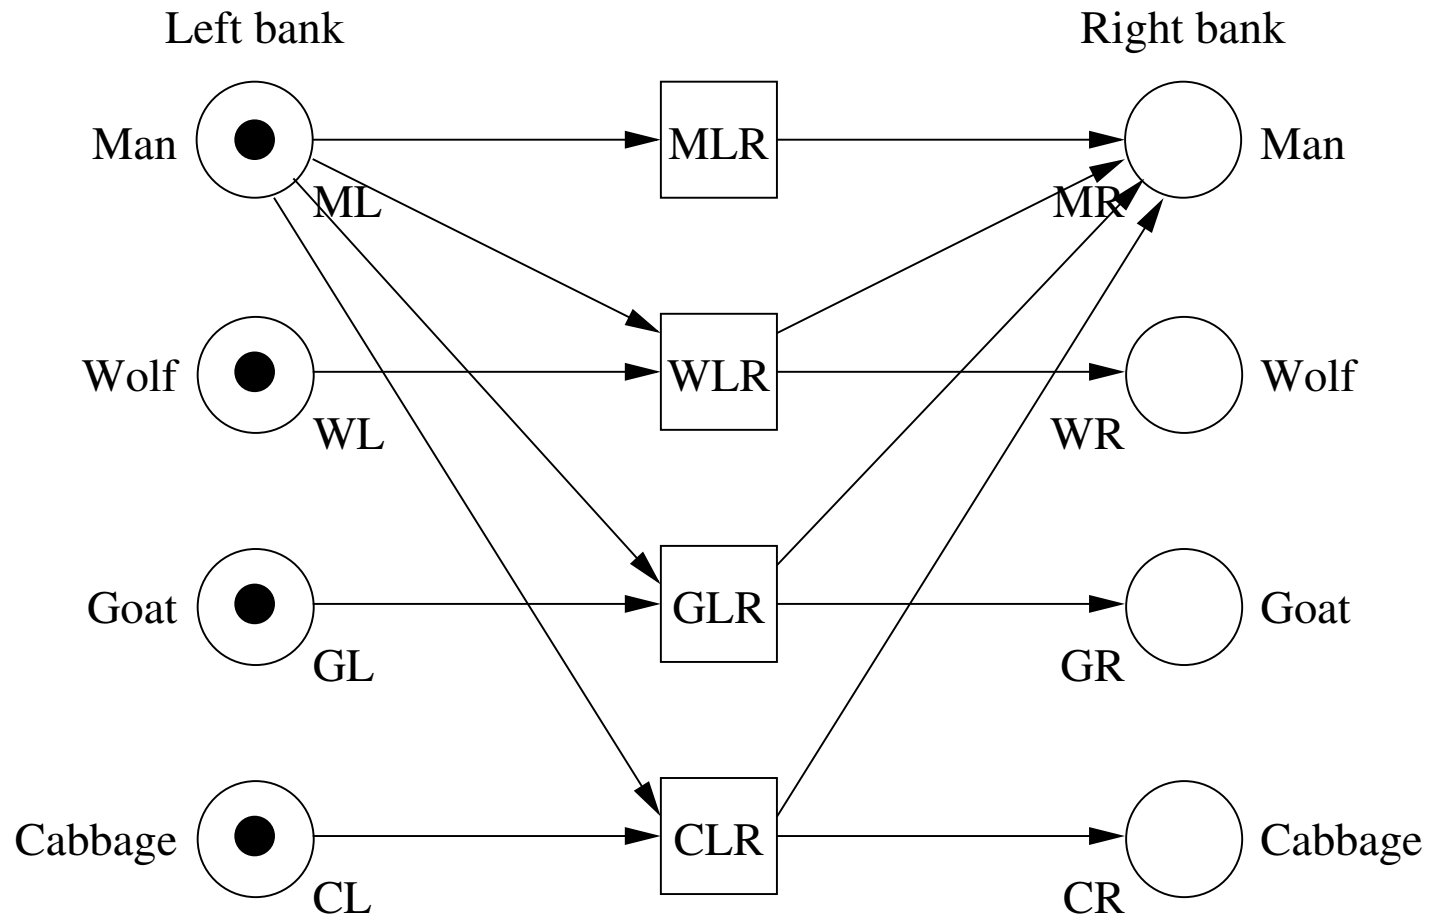 Left bank Right bank
Man MLR Man
ML MR
Wolf WLR Wolf
WL WR
Goat GLR Goat
GL GR
Cabbage CLR Cabbage
CL CR